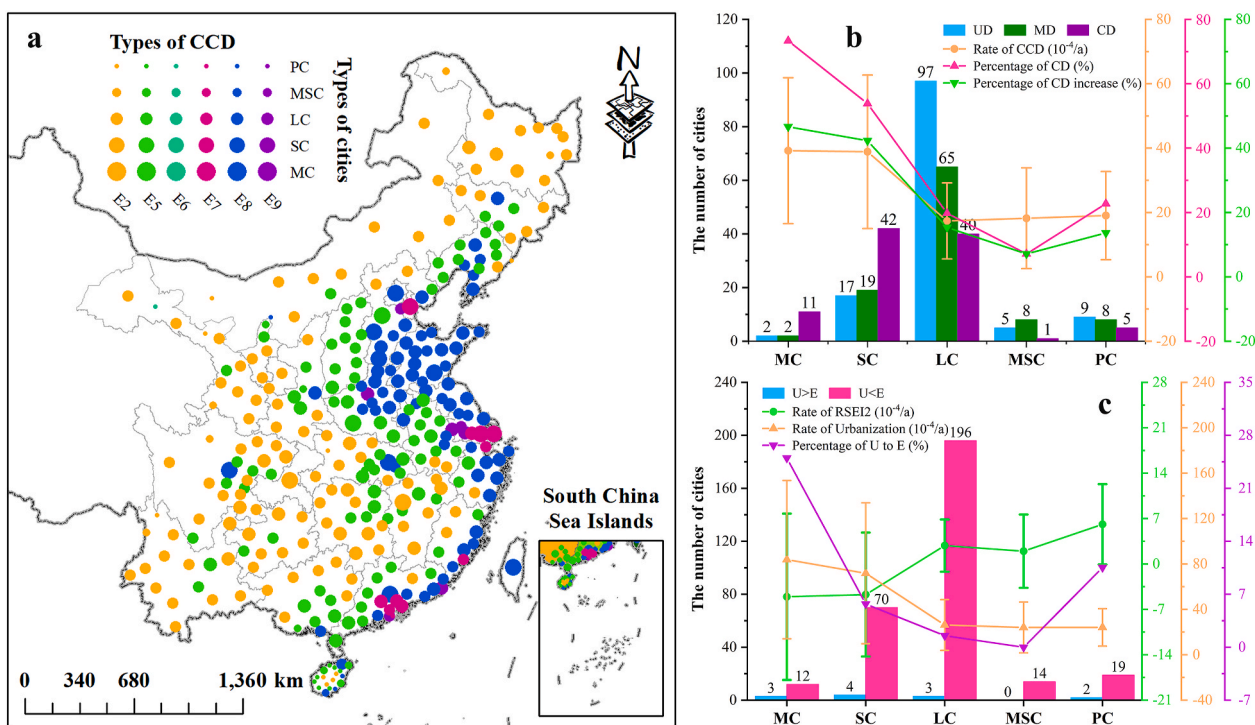 a
Types of CCD
Types of cities
PC
MSC
LC
SC
MC
E2 E5 E6 E7 E8 E9
N
South China
Sea Islands
0 340 680 1,360 km
b
UD MD CD
Rate of CCD (10⁻⁴/a)
Percentage of CD (%)
Percentage of CD increase (%)
The number of cities
120
100
80
60
40
20
0
2 2 11
17 19 42
97 65 40
5 8 1
9 8 5
MC SC LC MSC PC
80 80
60 60
40 40
20 20
0 0
-20 -20
c
U>E U<E
Rate of RSEI2 (10⁻⁴/a)
Rate of Urbanization (10⁻⁴/a)
Percentage of U to E (%)
The number of cities
240
200
160
120
80
40
0
3 12
4 70
3 196
0 14
2 19
MC SC LC MSC PC
28 240 35
21 200 28
14 160 21
7 120 14
0 80 7
-7 40 0
-14 0 -7
-21 -40